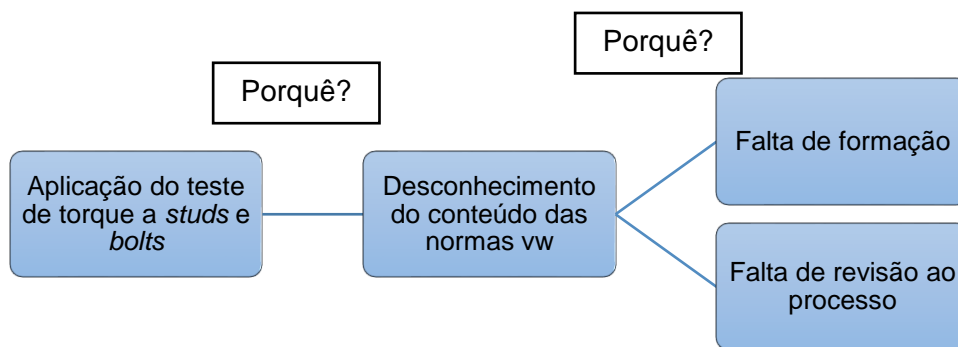 Porquê?
Porquê?
Aplicação do teste
de torque a studs e
bolts
Desconhecimento
do conteúdo das
normas vw
Falta de formação
Falta de revisão ao
processo